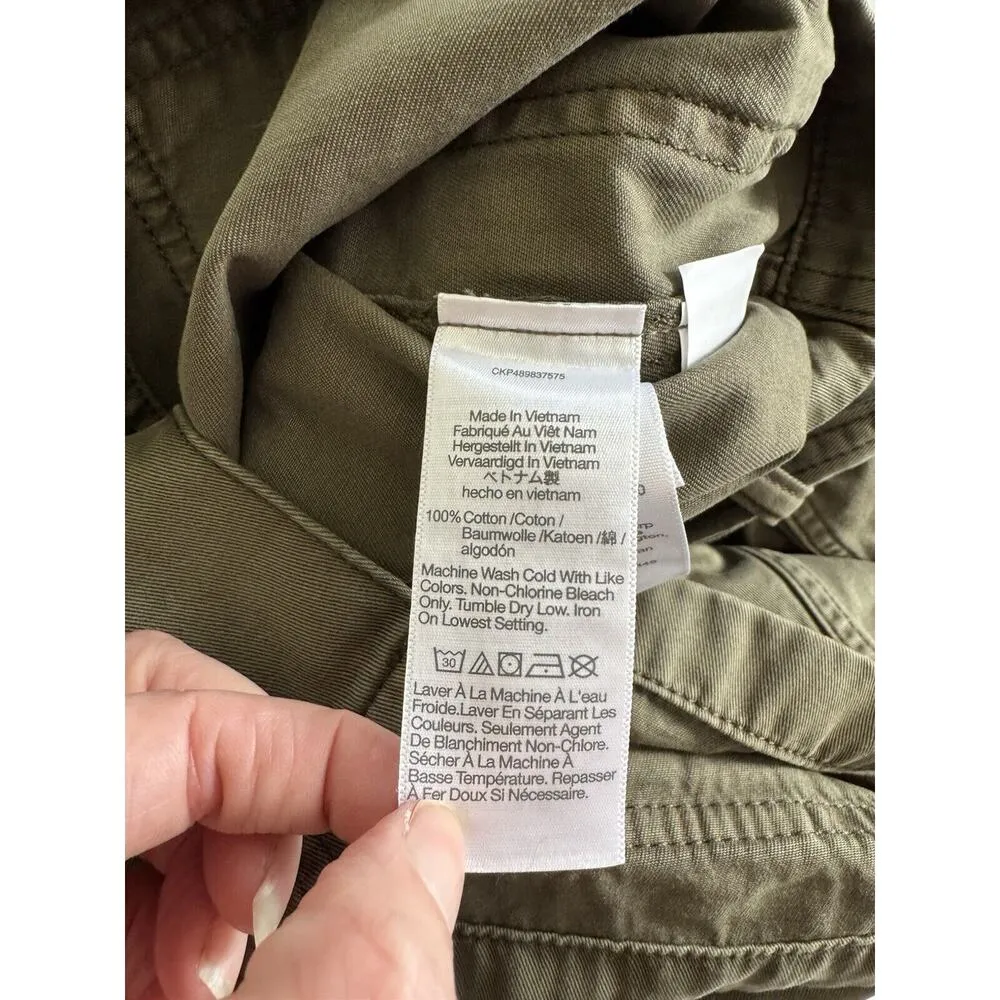 CKP489837575
Made In Vietnam
Fabriqué Au Viêt Nam
Hergestellt In Vietnam
Vervaardigd In Vietnam
ベトナム製
hecho en vietnam
100% Cotton /Coton /
Baumwolle /Katoen /綿 /
algodón
Machine Wash Cold With Like
Colors. Non-Chlorine Bleach
Only. Tumble Dry Low. Iron
On Lowest Setting.
30
Laver À La Machine À L'eau
Froide.Laver En Séparant Les
Couleurs. Seulement Agent
De Blanchiment Non-Chlore.
Sécher À La Machine À
Basse Température. Repasser
À Fer Doux Si Nécessaire.